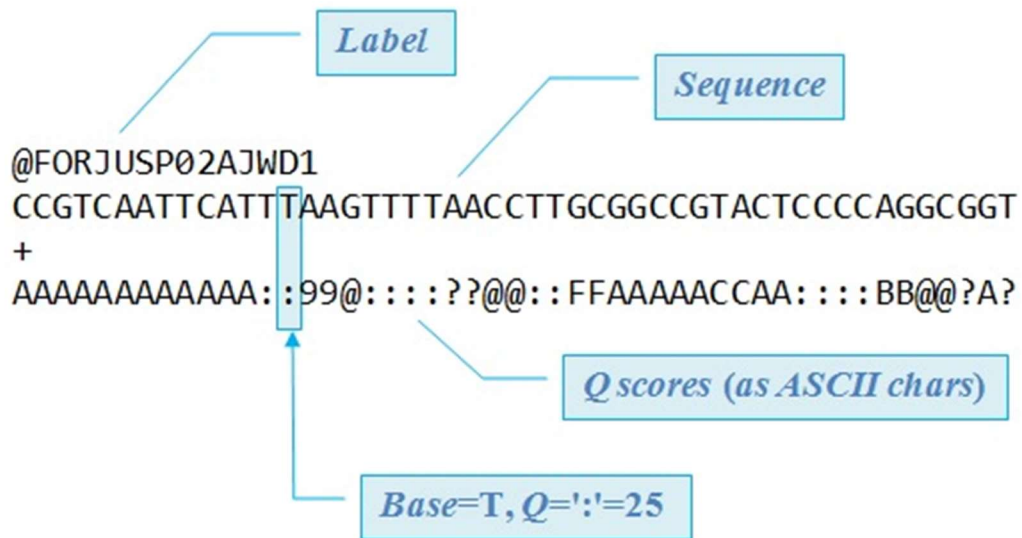 Label
Sequence
@FORJUSP02AJWD1
CCGTCAATTCATTTAAGTTTTAACCTTGCGGCCGTACTCCCCAGGCGGT
+
AAAAAAAAAAAA::99@::::??@@::FFAAAAACCAA::::BB@@?A?
Q scores (as ASCII chars)
Base=T, Q=':'=25